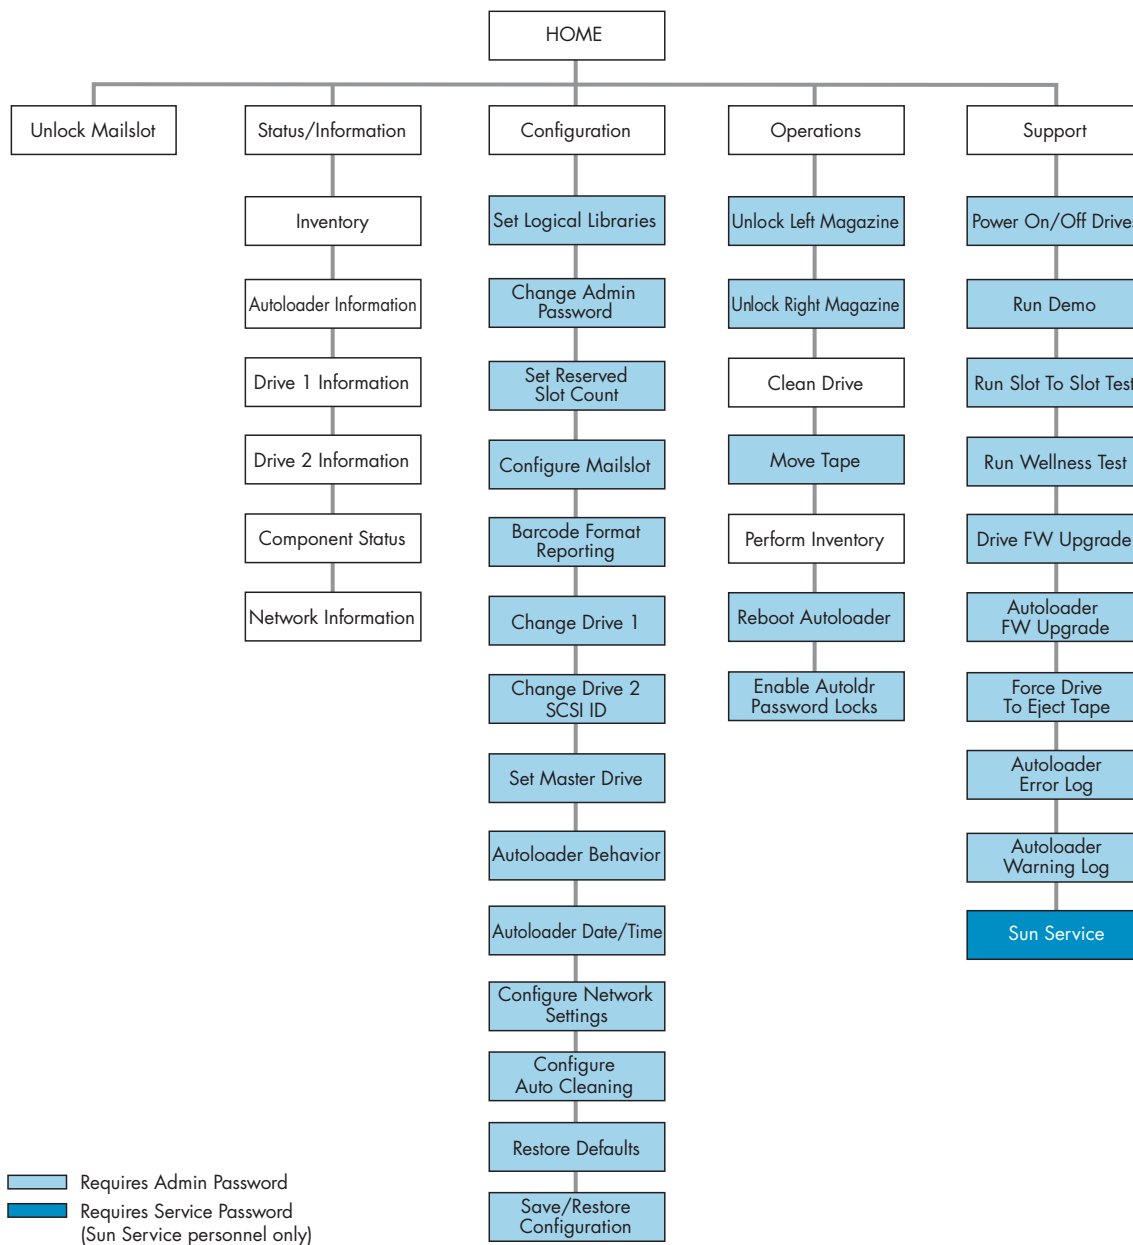 HOME
Unlock Mailslot
Status/Information
Configuration
Operations
Support
Inventory
Autoloader Information
Drive 1 Information
Drive 2 Information
Component Status
Network Information
Set Logical Libraries
Change Admin
Password
Set Reserved
Slot Count
Configure Mailslot
Barcode Format
Reporting
Change Drive 1
Change Drive 2
SCSI ID
Set Master Drive
Autoloader Behavior
Autoloader Date/Time
Configure Network
Settings
Configure
Auto Cleaning
Restore Defaults
Save/Restore
Configuration
Unlock Left Magazine
Unlock Right Magazine
Clean Drive
Move Tape
Perform Inventory
Reboot Autoloader
Enable Autoldr
Password Locks
Power On/Off Drives
Run Demo
Run Slot To Slot Test
Run Wellness Test
Drive FW Upgrade
Autoloader
FW Upgrade
Force Drive
To Eject Tape
Autoloader
Error Log
Autoloader
Warning Log
Sun Service
Requires Admin Password
Requires Service Password
(Sun Service personnel only)